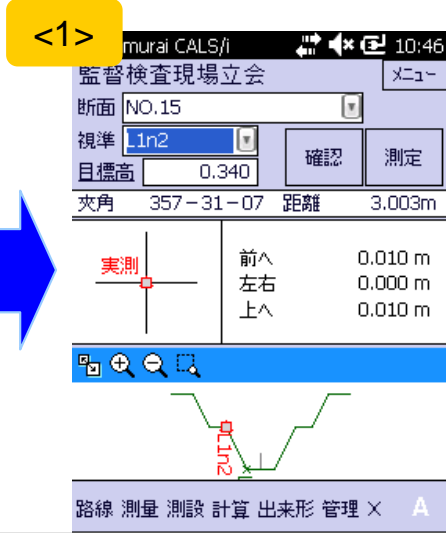 <1>
murai CALS/i 10:46
監督検査現場立会 メニュー
断面 NO.15
視準 L1n2
確認 測定
目標高 0.340
夾角 357-31-07 距離 3.003m
実測
前へ 0.010 m
左右 0.000 m
上へ 0.010 m
L1n2
路線 測量 測設 計算 出来形 管理 × A